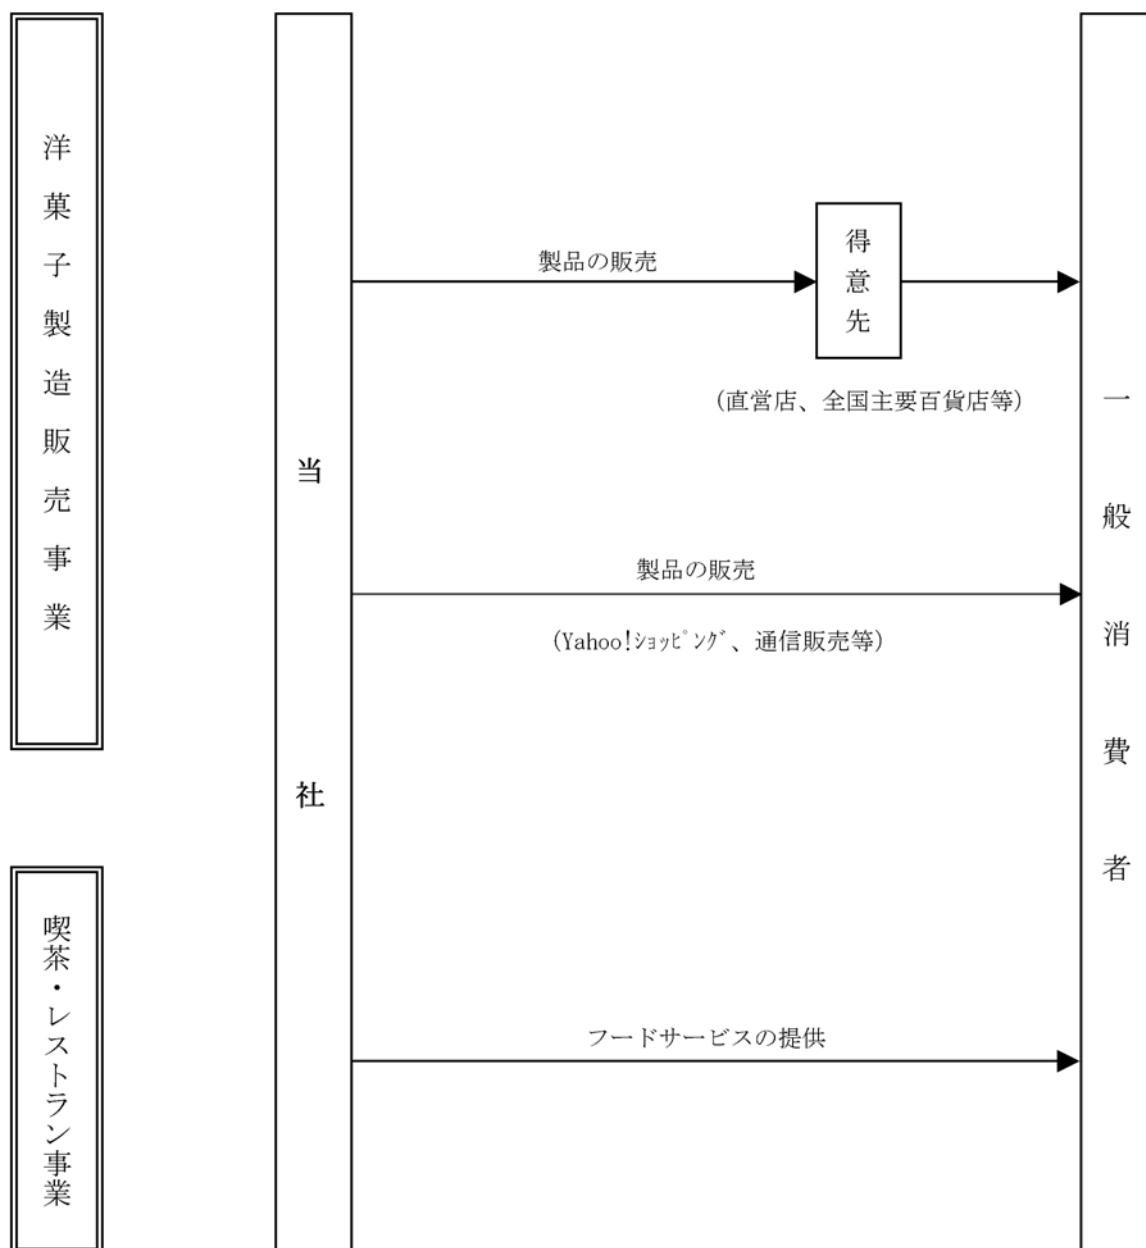 洋菓子製造販売事業
当社
製品の販売
得意先
(直営店、全国主要百貨店等)
製品の販売
(Yahoo!ｼｮｯﾋﾟﾝｸﾞ、通信販売等)
一般消費者
喫茶・レストラン事業
フードサービスの提供